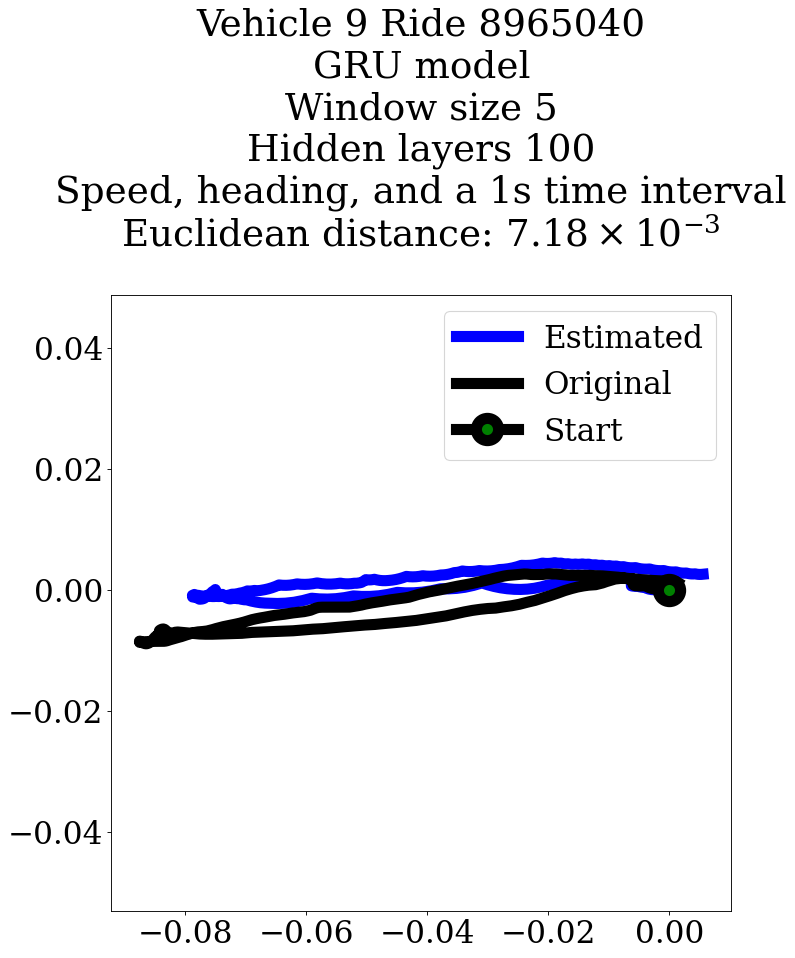 Vehicle 9 Ride 8965040
GRU model
Window size 5
Hidden layers 100
Speed, heading, and a 1s time interval
Euclidean distance: 7.18 × 10⁻³
Estimated
Original
Start
0.04
0.02
0.00
−0.02
−0.04
−0.08 −0.06 −0.04 −0.02 0.00